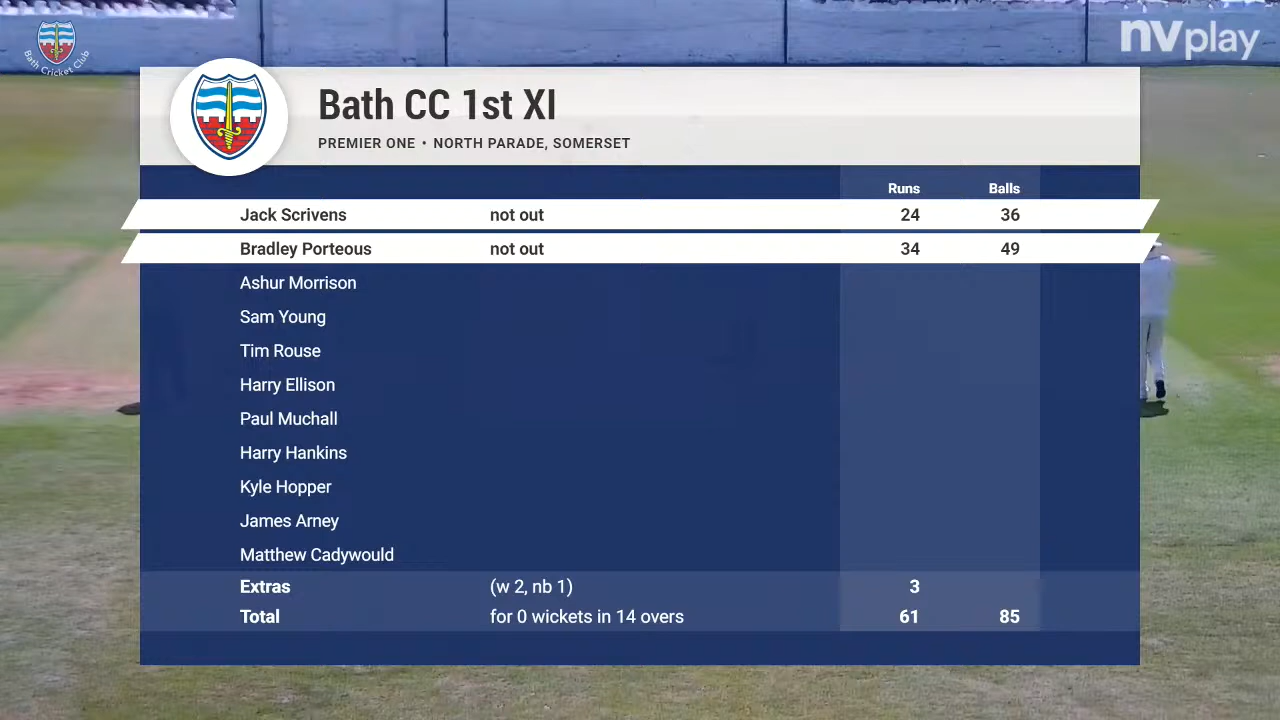 Bath Cricket Club
nvplay
Bath CC 1st XI
PREMIER ONE • NORTH PARADE, SOMERSET
Runs Balls
Jack Scrivens not out 24 36
Bradley Porteous not out 34 49
Ashur Morrison
Sam Young
Tim Rouse
Harry Ellison
Paul Muchall
Harry Hankins
Kyle Hopper
James Arney
Matthew Cadywould
Extras (w 2, nb 1) 3
Total for 0 wickets in 14 overs 61 85